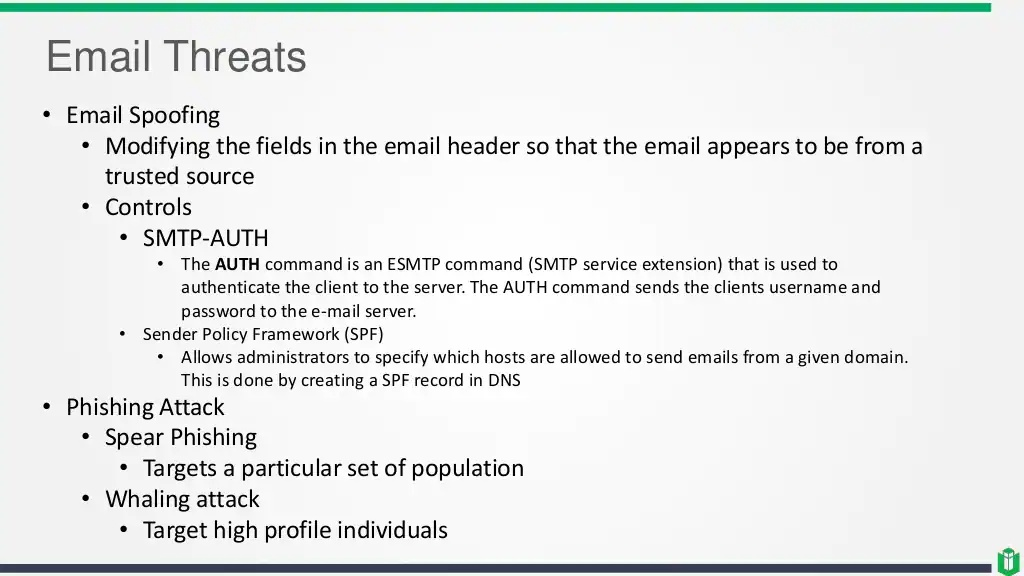 Email Threats
• Email Spoofing
• Modifying the fields in the email header so that the email appears to be from a
trusted source
• Controls
• SMTP-AUTH
• The AUTH command is an ESMTP command (SMTP service extension) that is used to
authenticate the client to the server. The AUTH command sends the clients username and
password to the e-mail server.
• Sender Policy Framework (SPF)
• Allows administrators to specify which hosts are allowed to send emails from a given domain.
This is done by creating a SPF record in DNS
• Phishing Attack
• Spear Phishing
• Targets a particular set of population
• Whaling attack
• Target high profile individuals